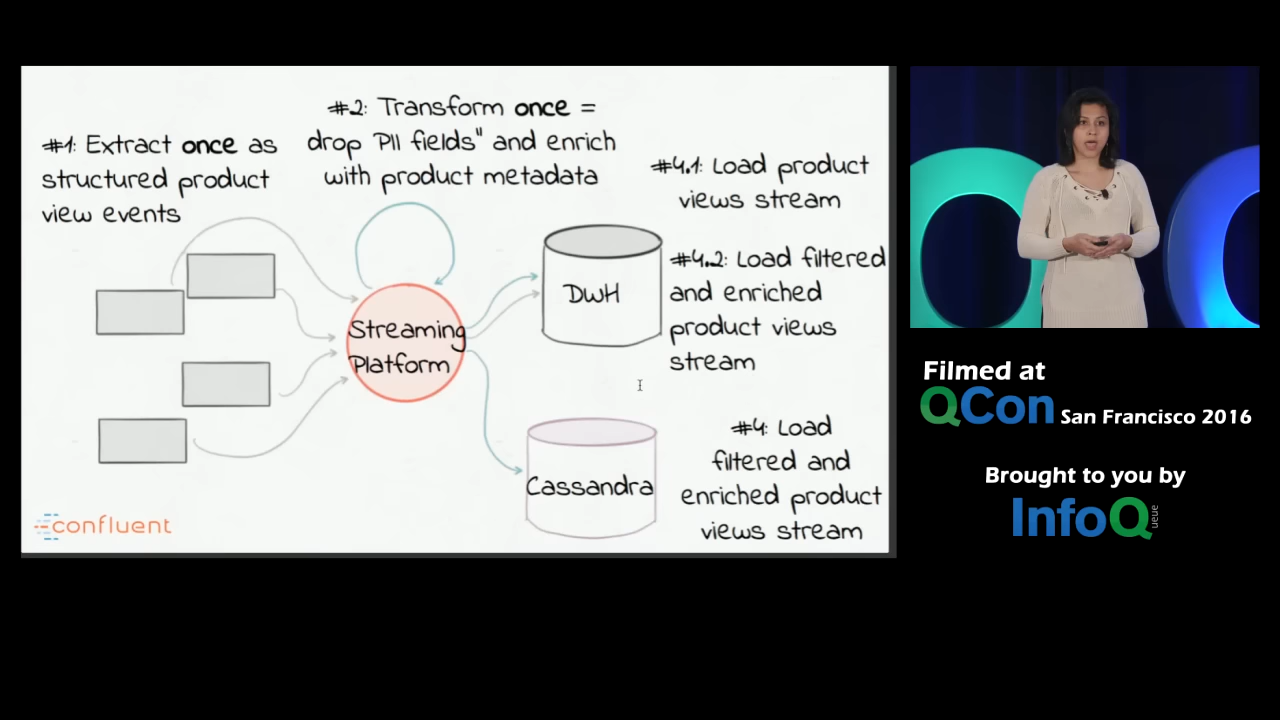 #1: Extract once as
structured product
view events
#2: Transform once =
drop PII fields" and enrich
with product metadata
#4.1: Load product
views stream
#4.2: Load filtered
and enriched
product views
stream
DWH
Streaming
Platform
#4: Load
filtered and
enriched product
views stream
Cassandra
confluent
Filmed at
QCon San Francisco 2016
Brought to you by
InfoQ
ueue